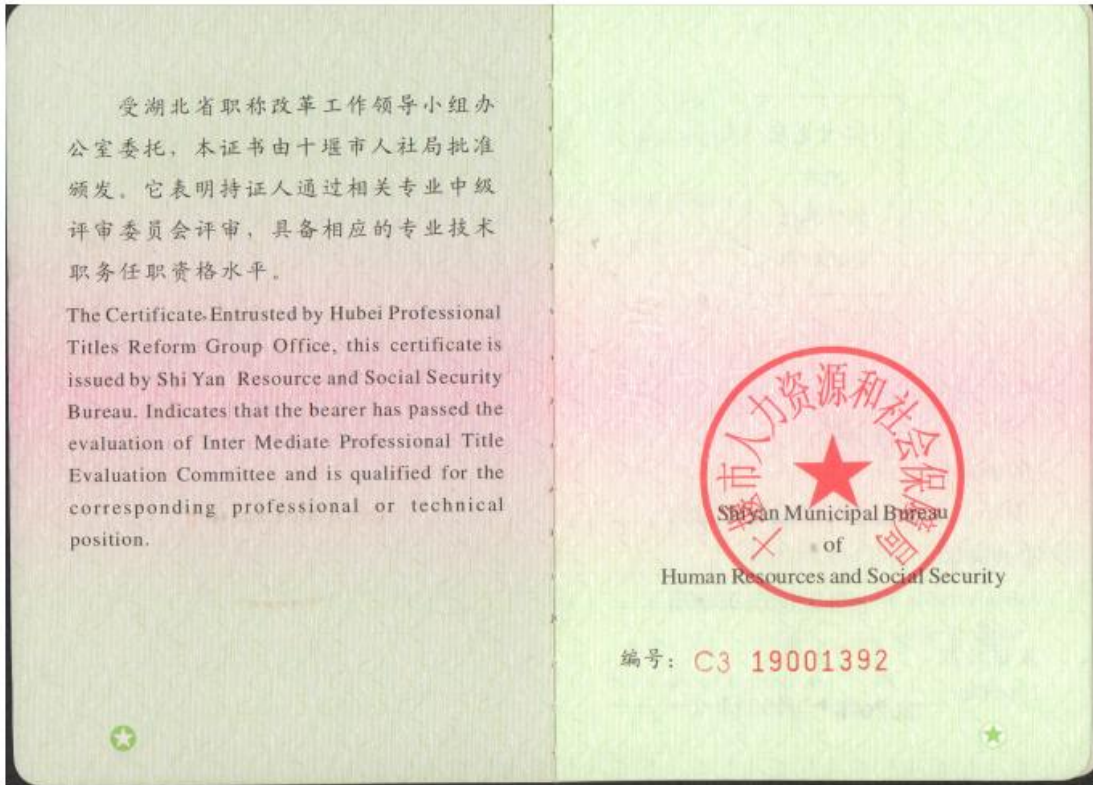 受湖北省职称改革工作领导小组办
公室委托，本证书由十堰市人社局批准
颁发。它表明持证人通过相关专业中级
评审委员会评审，具备相应的专业技术
职务任职资格水平。
The Certificate Entrusted by Hubei Professional
Titles Reform Group Office, this certificate is
issued by Shi Yan Resource and Social Security
Bureau. Indicates that the bearer has passed the
evaluation of Inter Mediate Professional Title
Evaluation Committee and is qualified for the
corresponding professional or technical
position.
十堰市人力资源和社会保障局
Shiyan Municipal Bureau
of
Human Resources and Social Security
编号：C3 19001392